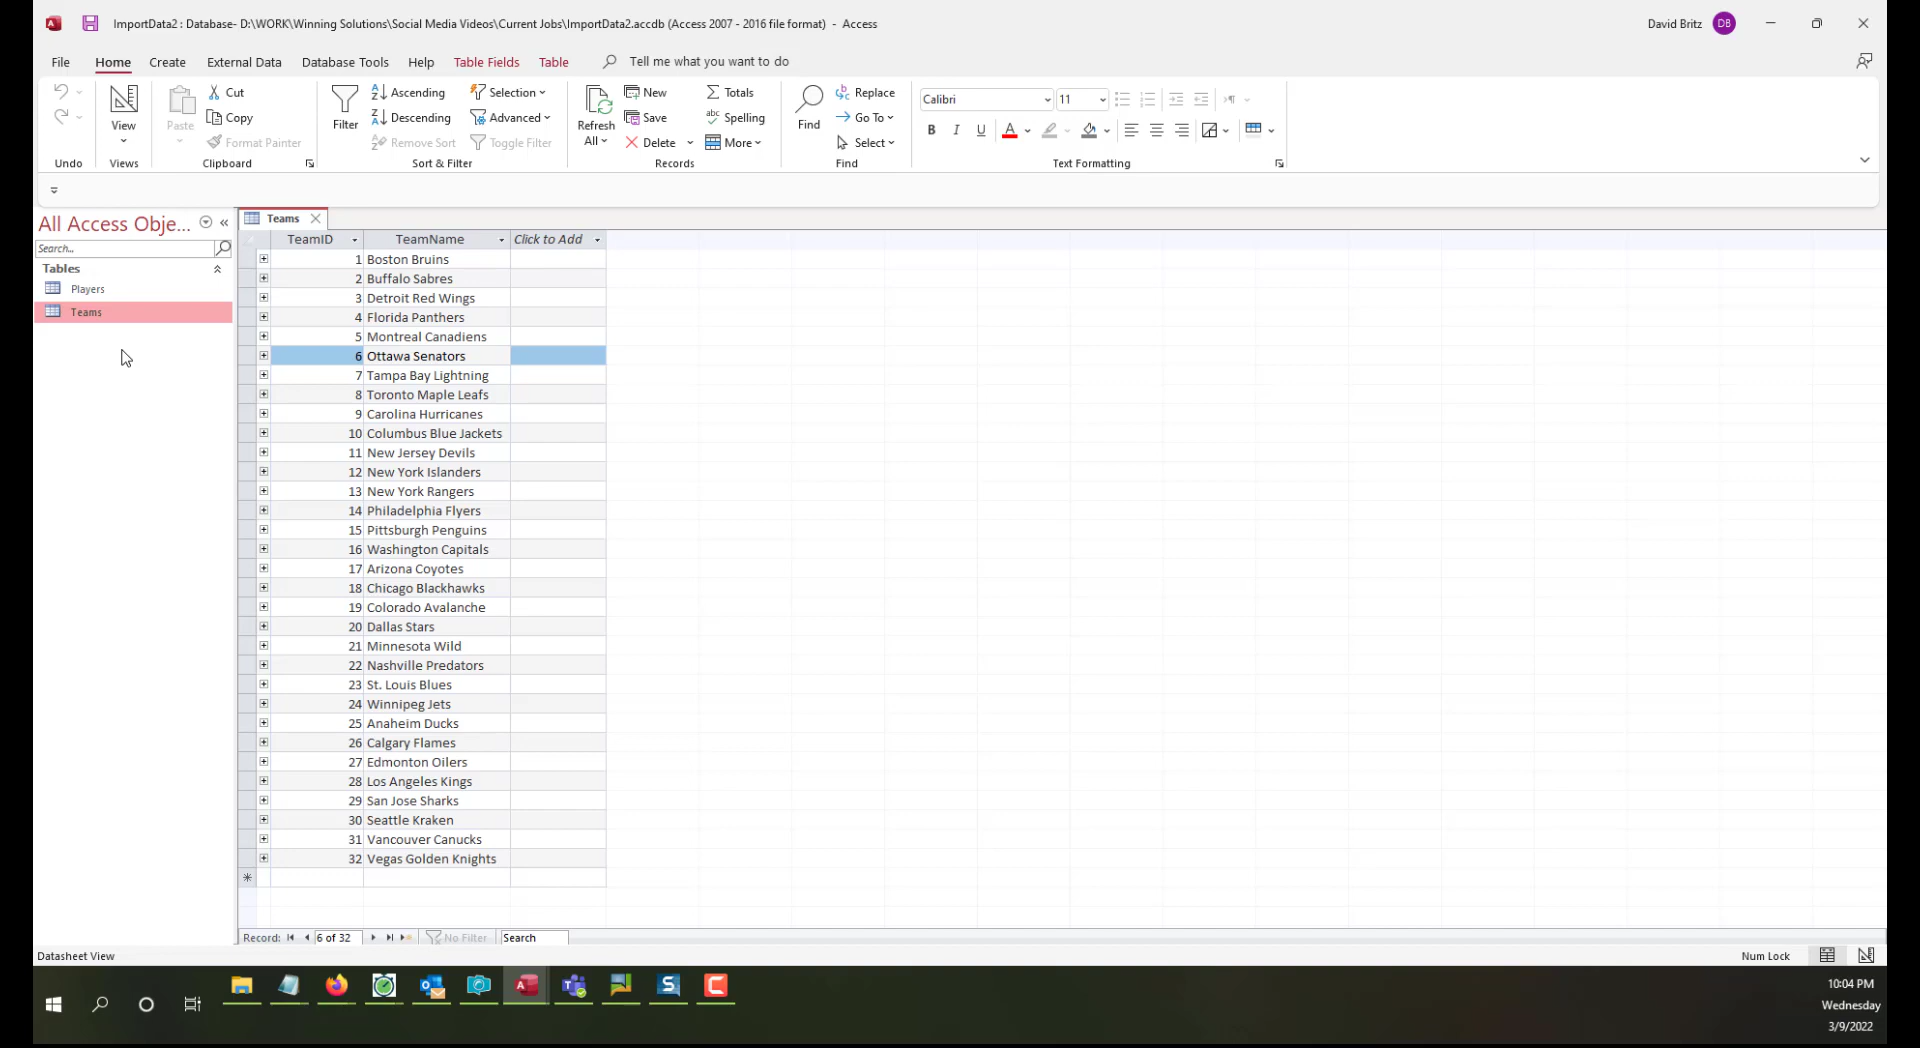 ImportData2 : Database- D:\WORK\Winning Solutions\Social Media Videos\Current Jobs\ImportData2.accdb (Access 2007 - 2016 file format) - Access
David Britz DB
File Home Create External Data Database Tools Help Table Fields Table Tell me what you want to do
Undo
View
Views
Paste
Cut
Copy
Format Painter
Clipboard
Filter
Ascending
Descending
Remove Sort
Selection
Advanced
Toggle Filter
Sort & Filter
Refresh All
New
Save
Delete
Totals
Spelling
More
Records
Find
Replace
Go To
Select
Find
Calibri 11
B I U A
Text Formatting
All Access Obje...
Search...
Tables
Players
Teams
Teams
TeamID TeamName Click to Add
1 Boston Bruins
2 Buffalo Sabres
3 Detroit Red Wings
4 Florida Panthers
5 Montreal Canadiens
6 Ottawa Senators
7 Tampa Bay Lightning
8 Toronto Maple Leafs
9 Carolina Hurricanes
10 Columbus Blue Jackets
11 New Jersey Devils
12 New York Islanders
13 New York Rangers
14 Philadelphia Flyers
15 Pittsburgh Penguins
16 Washington Capitals
17 Arizona Coyotes
18 Chicago Blackhawks
19 Colorado Avalanche
20 Dallas Stars
21 Minnesota Wild
22 Nashville Predators
23 St. Louis Blues
24 Winnipeg Jets
25 Anaheim Ducks
26 Calgary Flames
27 Edmonton Oilers
28 Los Angeles Kings
29 San Jose Sharks
30 Seattle Kraken
31 Vancouver Canucks
32 Vegas Golden Knights
Record: 6 of 32 No Filter Search
Datasheet View Num Lock
10:04 PM
Wednesday
3/9/2022